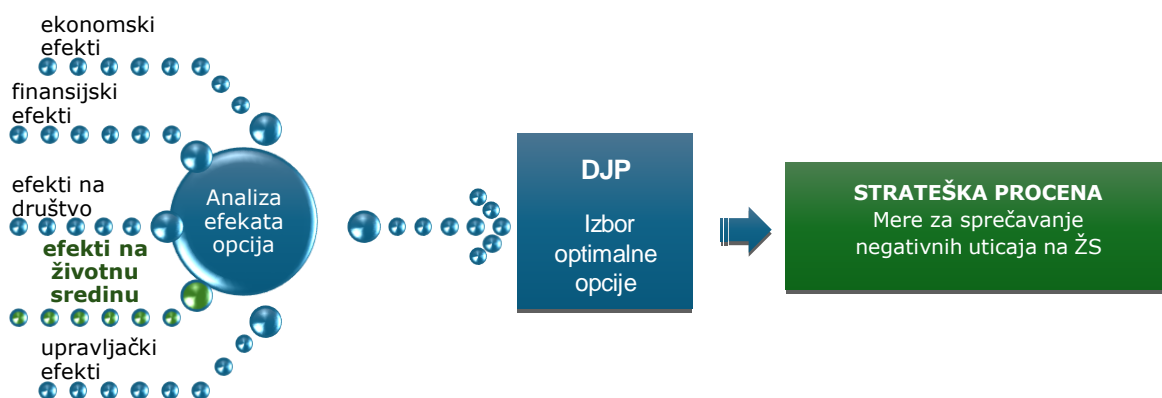 ekonomski
efekti
finansijski
efekti
efekti na
društvo
efekti na
životnu
sredinu
upravljački
efekti
Analiza
efekata
opcija
DJP
Izbor
optimalne
opcije
STRATEŠKA PROCENA
Mere za sprečavanje
negativnih uticaja na ŽS